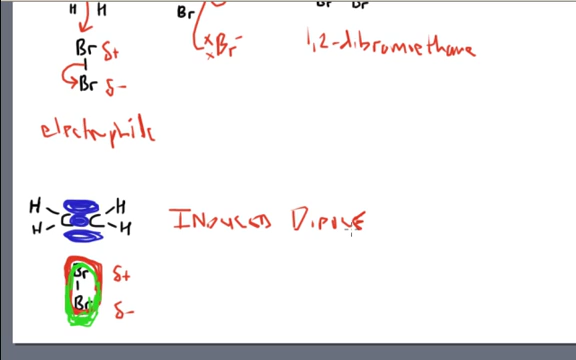 H H
Br
Br δ+
Br δ-
Br-
1,2-dibromoethane
electrophile
H H
C C
H H
INDUCED DIPOLE
Br δ+
Br δ-